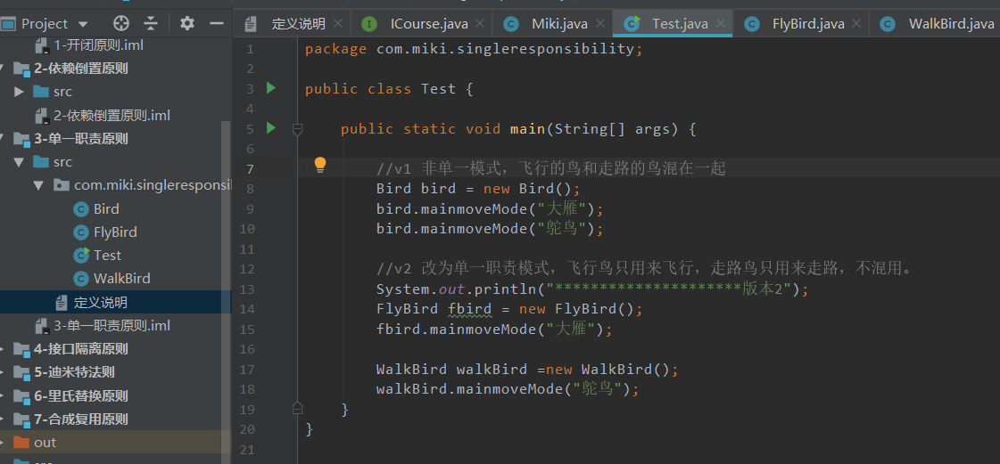 Project
定义说明
ICourse.java
Miki.java
Test.java
FlyBird.java
WalkBird.java
1-开闭原则.iml
2-依赖倒置原则
src
2-依赖倒置原则.iml
3-单一职责原则
src
com.miki.singleresponsi
Bird
FlyBird
Test
WalkBird
定义说明
3-单一职责原则.iml
4-接口隔离原则
5-迪米特法则
6-里氏替换原则
7-合成复用原则
out
1 package com.miki.singleresponsibility;
2
3 public class Test {
4
5 public static void main(String[] args) {
6
7 //v1 非单一模式，飞行的鸟和走路的鸟混在一起
8 Bird bird = new Bird();
9 bird.mainmoveMode("大雁");
10 bird.mainmoveMode("鸵鸟");
11
12 //v2 改为单一职责模式，飞行鸟只用来飞行，走路鸟只用来走路，不混用。
13 System.out.println("*********************版本2");
14 FlyBird fbird = new FlyBird();
15 fbird.mainmoveMode("大雁");
16
17 WalkBird walkBird =new WalkBird();
18 walkBird.mainmoveMode("鸵鸟");
19 }
20 }
21